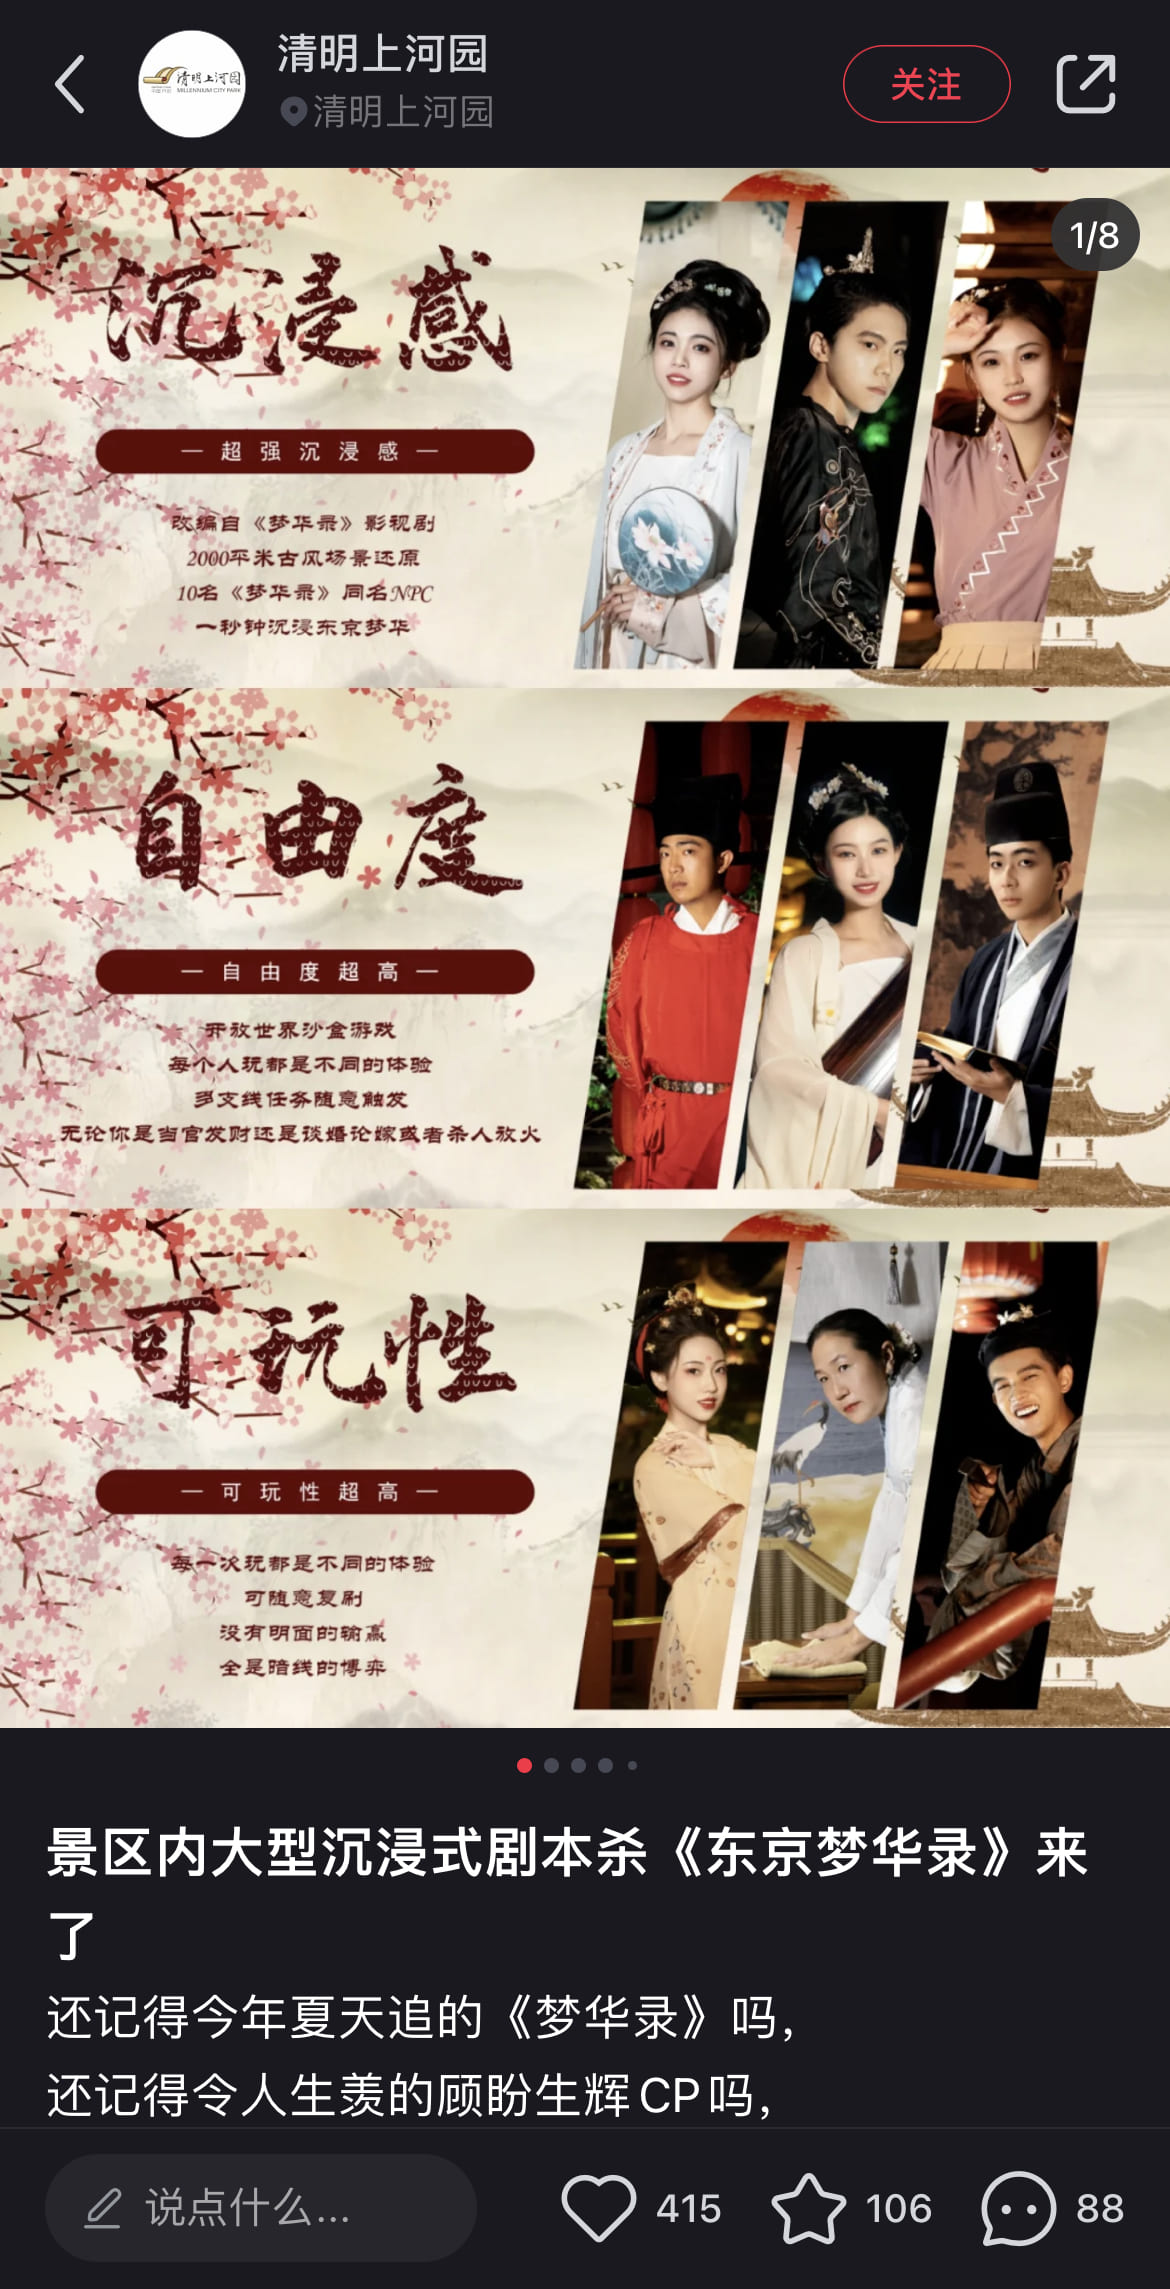 清明上河园
清明上河园
MILLENNIUM CITY PARK
清明上河园
关注
1/8
沉浸感
— 超强沉浸感 —
改编自《梦华录》影视剧
2000平米古风场景还原
10名《梦华录》同名NPC
一秒钟沉浸东京梦华
自由度
— 自由度超高 —
开放世界沙盒游戏
每个人玩都是不同的体验
多支线任务随意触发
无论你是当官发财还是谈婚论嫁或者杀人放火
可玩性
— 可玩性超高 —
每一次玩都是不同的体验
可随意复刷
没有明面的输赢
全是暗线的博弈
景区内大型沉浸式剧本杀《东京梦华录》来
了
还记得今年夏天追的《梦华录》吗，
还记得令人生羡的顾盼生辉CP吗，
说点什么...
415
106
88